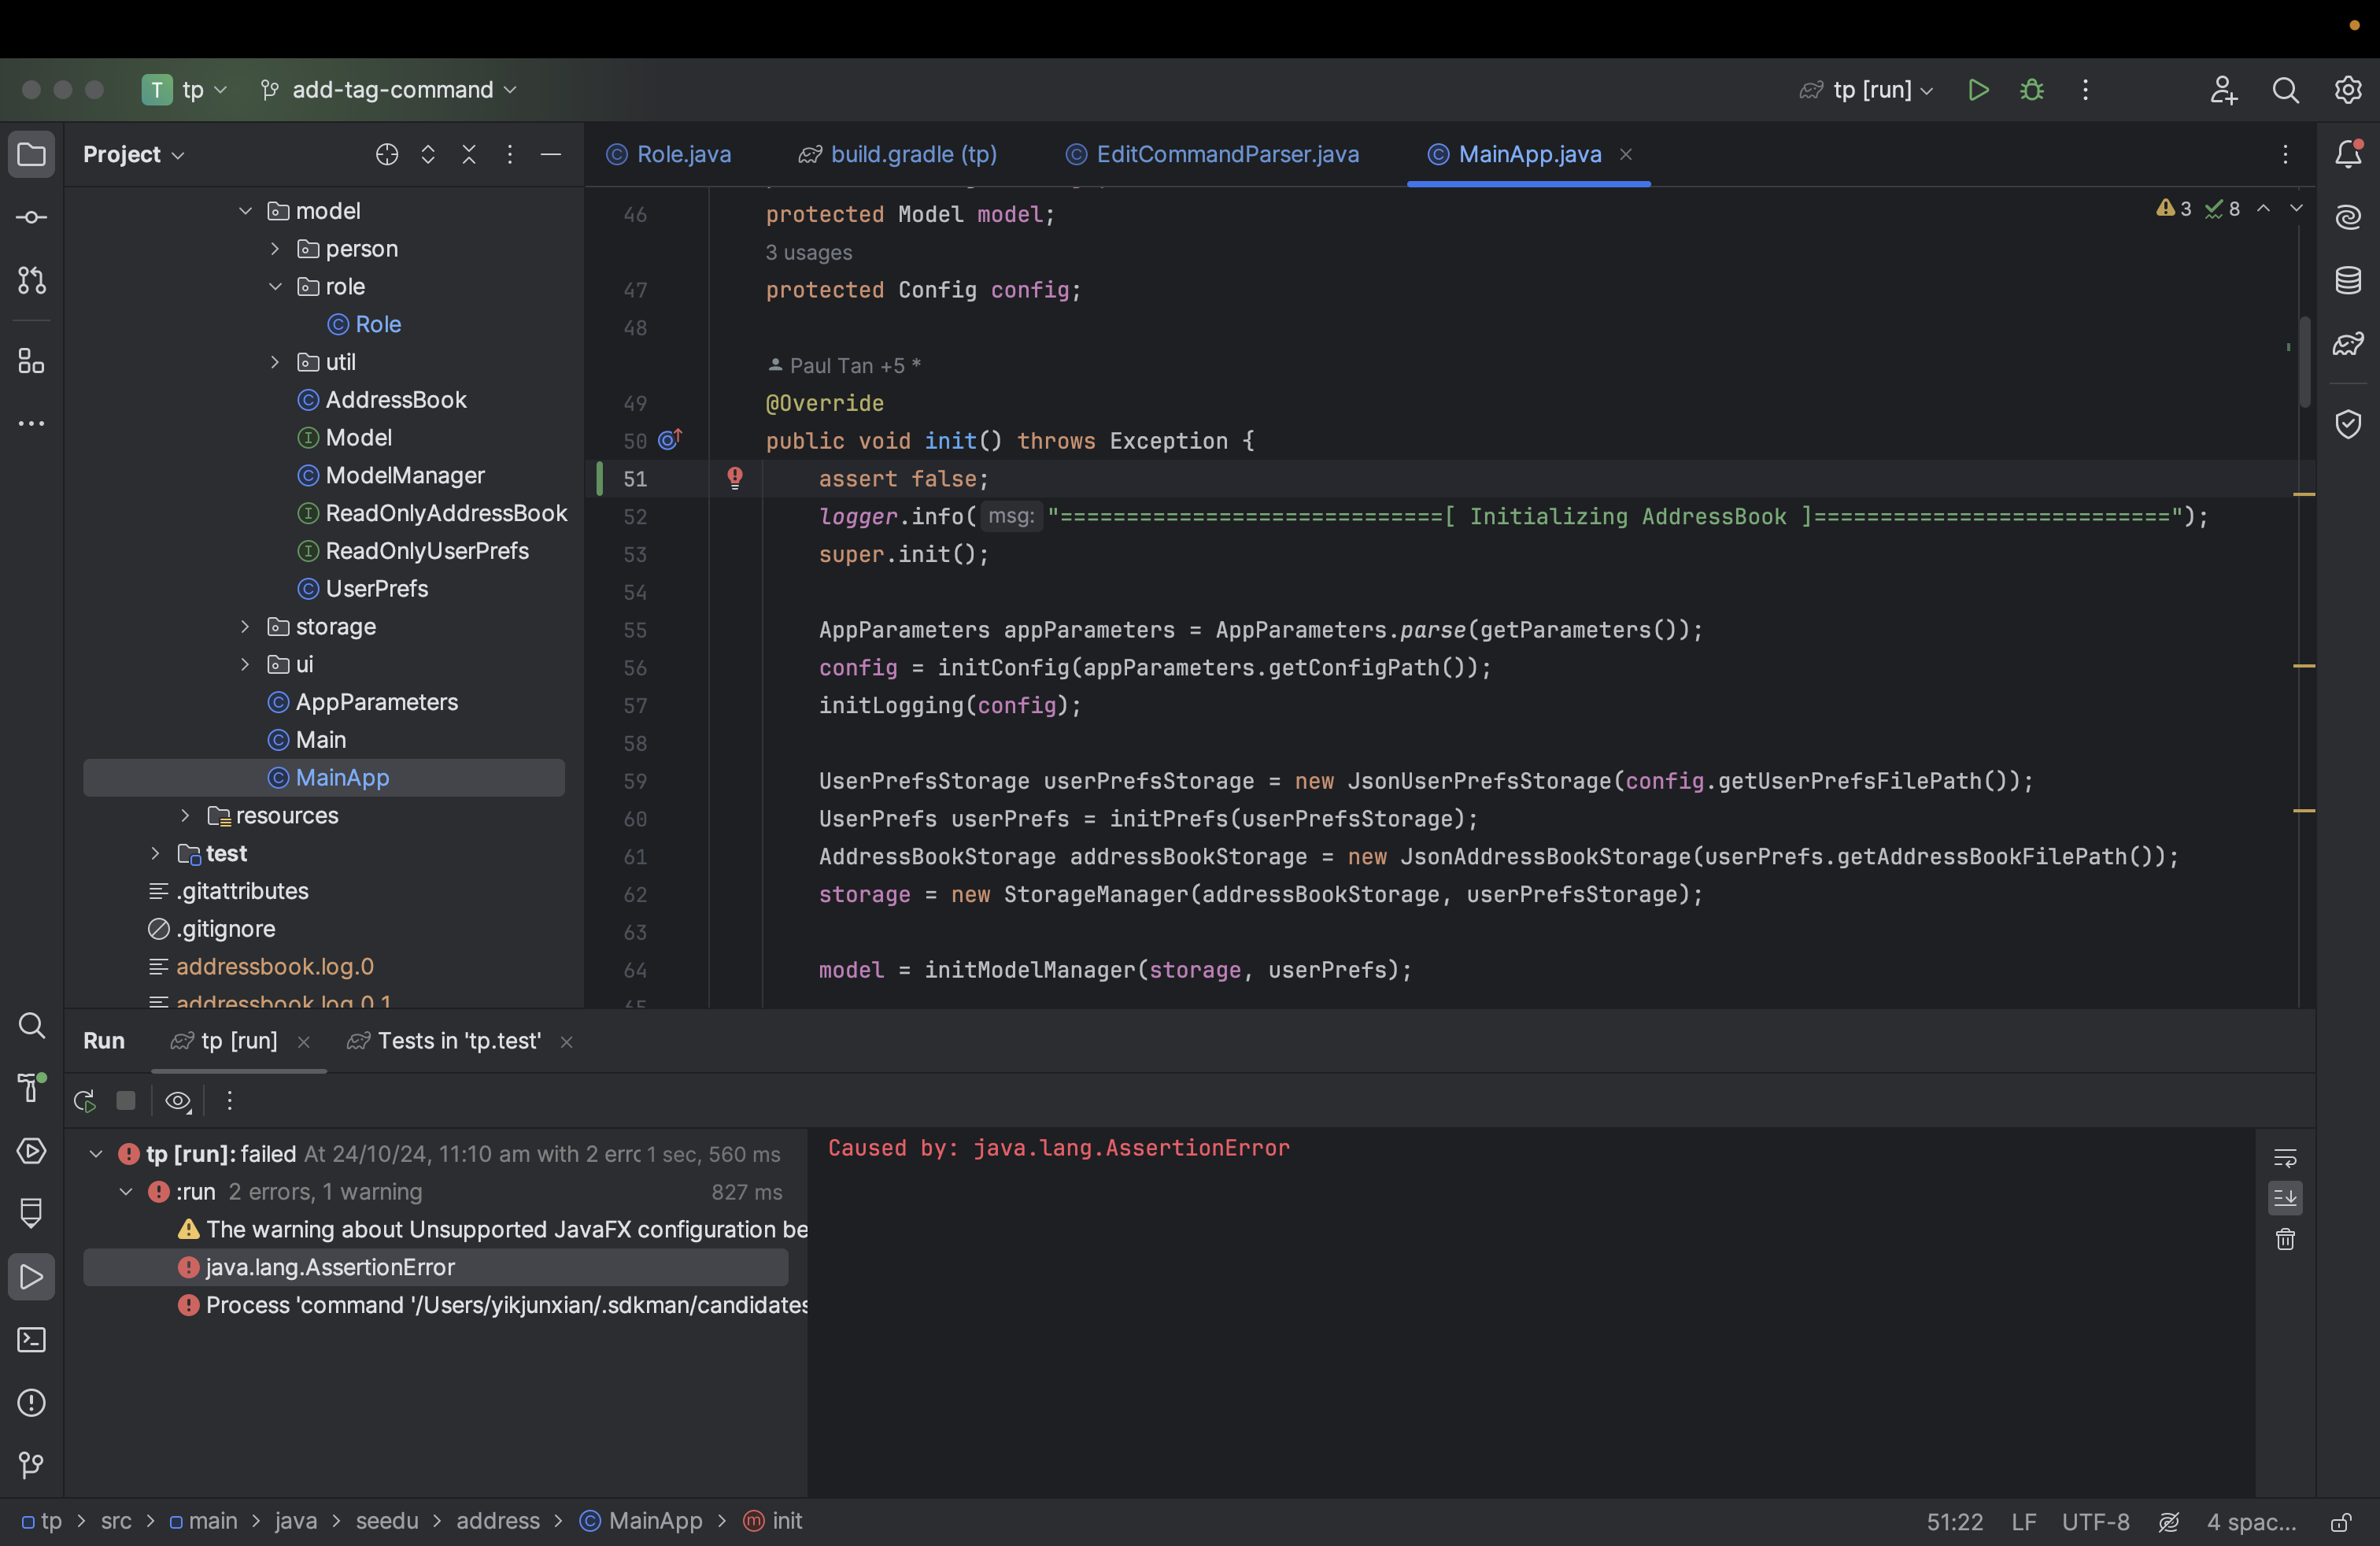 T tp add-tag-command tp [run]
Project
Role.java build.gradle (tp) EditCommandParser.java MainApp.java
model
person
role
Role
util
AddressBook
Model
ModelManager
ReadOnlyAddressBook
ReadOnlyUserPrefs
UserPrefs
storage
ui
AppParameters
Main
MainApp
resources
test
.gitattributes
.gitignore
addressbook.log.0
addressbook.log.0.1
3 8
46 protected Model model;
3 usages
47 protected Config config;
48
Paul Tan +5 *
49 @Override
50 public void init() throws Exception {
51 assert false;
52 logger.info( msg: "=============================[ Initializing AddressBook ]===========================");
53 super.init();
54
55 AppParameters appParameters = AppParameters.parse(getParameters());
56 config = initConfig(appParameters.getConfigPath());
57 initLogging(config);
58
59 UserPrefsStorage userPrefsStorage = new JsonUserPrefsStorage(config.getUserPrefsFilePath());
60 UserPrefs userPrefs = initPrefs(userPrefsStorage);
61 AddressBookStorage addressBookStorage = new JsonAddressBookStorage(userPrefs.getAddressBookFilePath());
62 storage = new StorageManager(addressBookStorage, userPrefsStorage);
63
64 model = initModelManager(storage, userPrefs);
65
Run tp [run] Tests in 'tp.test'
tp [run]: failed At 24/10/24, 11:10 am with 2 errc 1 sec, 560 ms
:run 2 errors, 1 warning 827 ms
The warning about Unsupported JavaFX configuration be
java.lang.AssertionError
Process 'command '/Users/yikjunxian/.sdkman/candidates
Caused by: java.lang.AssertionError
tp > src > main > java > seedu > address > MainApp > init
51:22 LF UTF-8 4 spac...